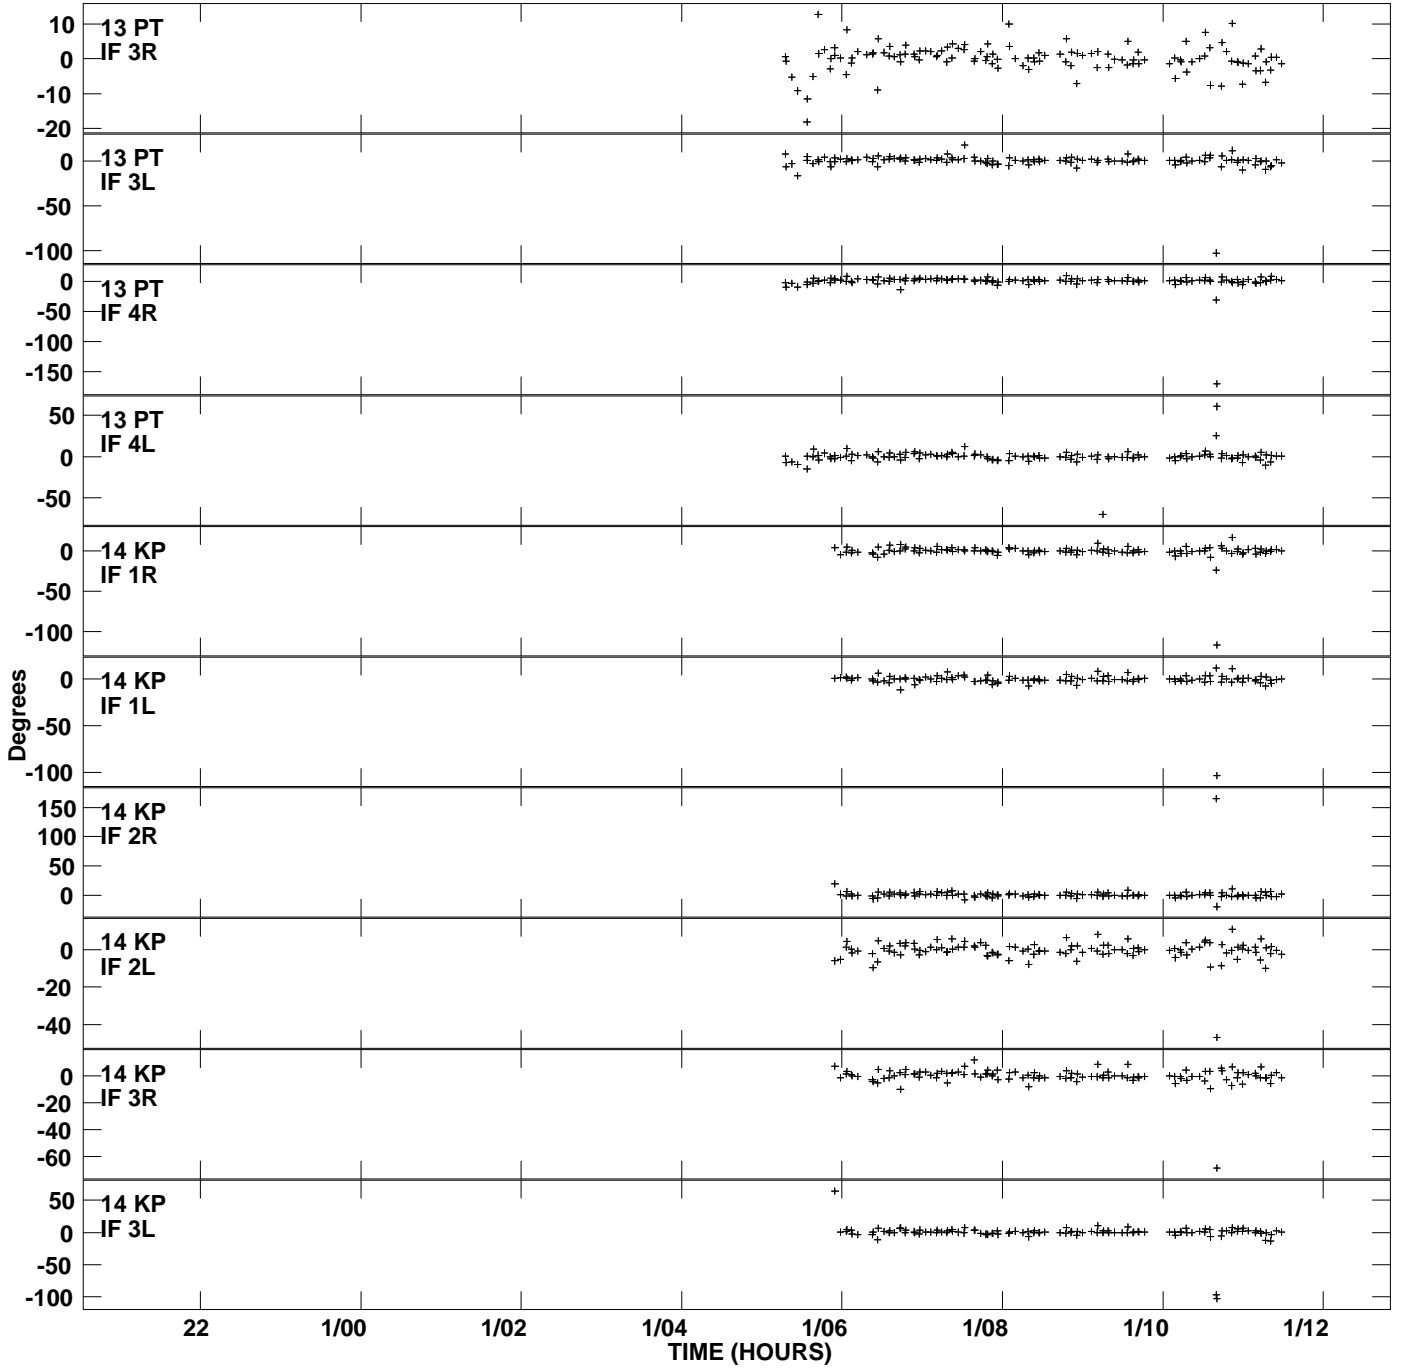 13 PT
IF 3R
10
0
-10
-20
13 PT
IF 3L
0
-50
-100
13 PT
IF 4R
0
-50
-100
-150
13 PT
IF 4L
50
0
-50
14 KP
IF 1R
0
-50
-100
14 KP
IF 1L
0
-50
-100
Degrees
14 KP
IF 2R
150
100
50
0
14 KP
IF 2L
0
-20
-40
14 KP
IF 3R
0
-20
-40
-60
14 KP
IF 3L
50
0
-50
-100
22 1/00 1/02 1/04 1/06 1/08 1/10 1/12
TIME (HOURS)